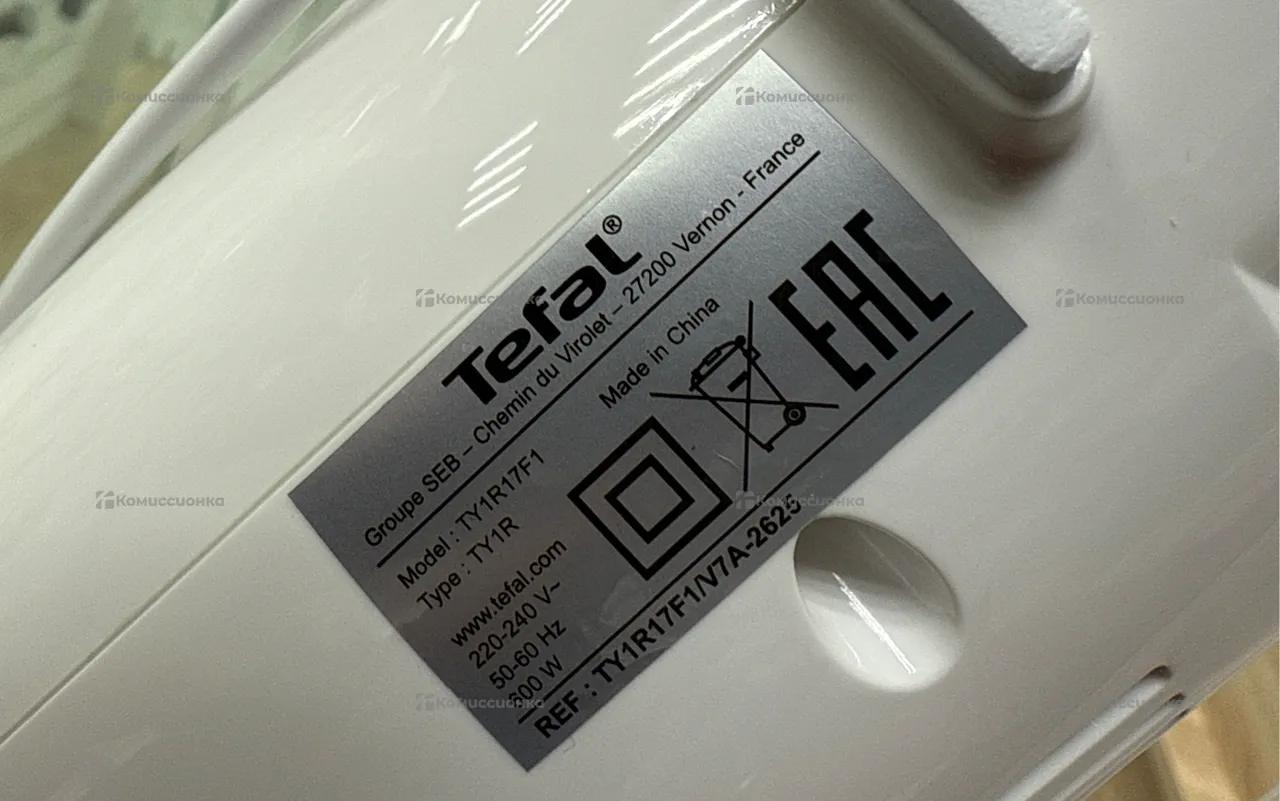 Tefal®
Groupe SEB – Chemin du Virolet – 27200 Vernon - France
Model : TY1R17F1
Type : TY1R
Made in China
www.tefal.com
220-240 V~
50-60 Hz
600 W
EAC
REF : TY1R17F1/V7A-2625
Комиссионка
Комиссионка
Комиссионка
Комиссионка
Комиссионка
Комиссионка
Комиссионка